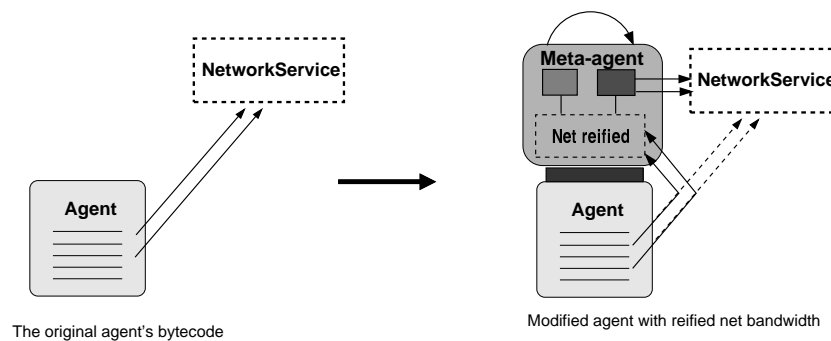 NetworkService
Agent
The original agent's bytecode
Meta-agent
NetworkService
Net reified
Agent
Modified agent with reified net bandwidth